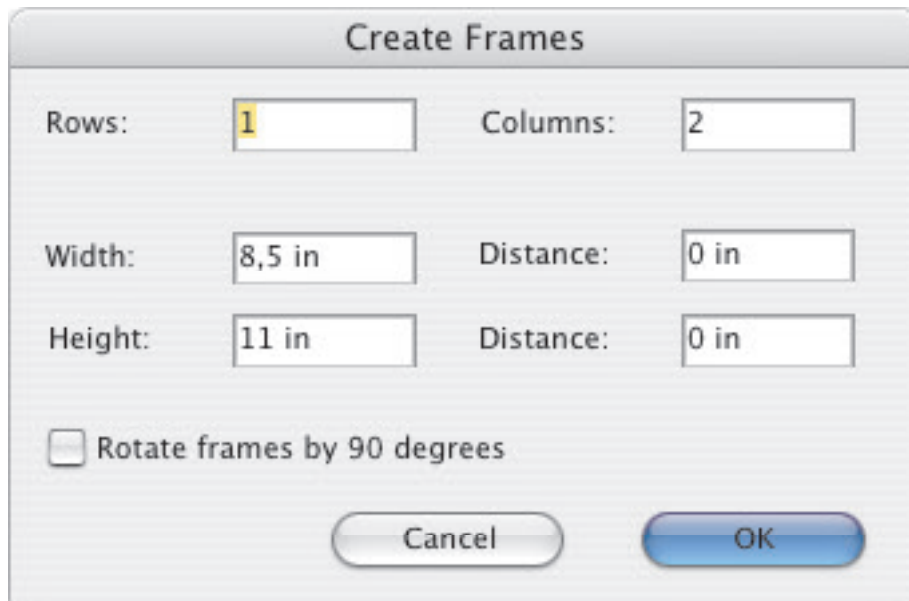 Create Frames
Rows: 1 Columns: 2
Width: 8,5 in Distance: 0 in
Height: 11 in Distance: 0 in
Rotate frames by 90 degrees
Cancel OK